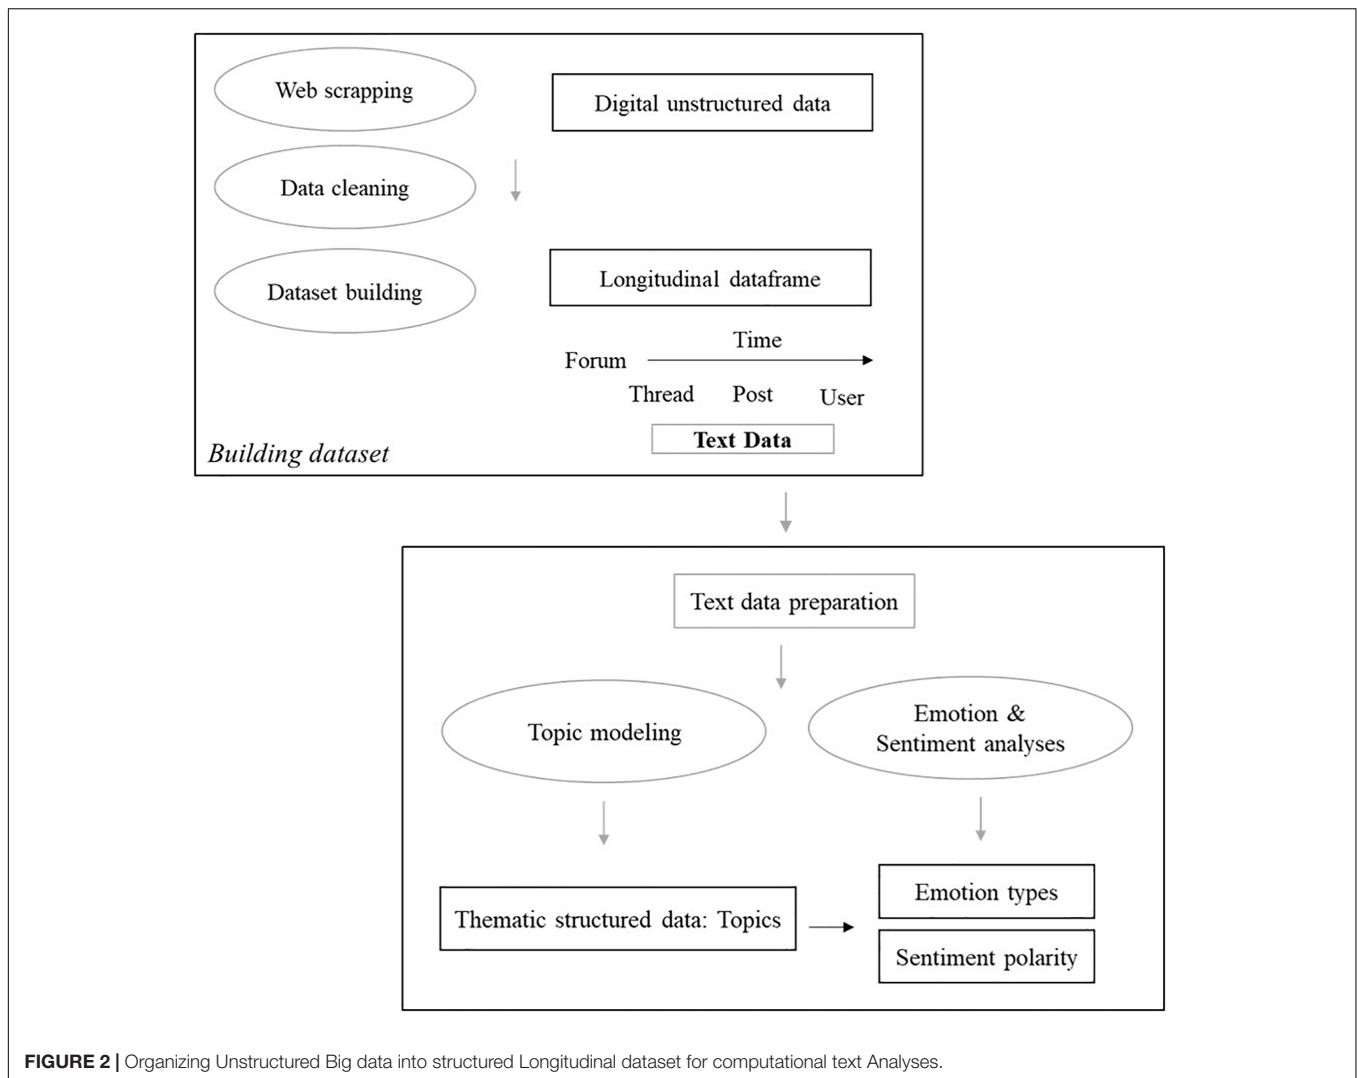 Web scrapping
Digital unstructured data
Data cleaning
Dataset building
Longitudinal dataframe
Time
Forum
Thread Post User
Text Data
Building dataset
Text data preparation
Topic modeling
Emotion &
Sentiment analyses
Thematic structured data: Topics
Emotion types
Sentiment polarity
FIGURE 2 | Organizing Unstructured Big data into structured Longitudinal dataset for computational text Analyses.